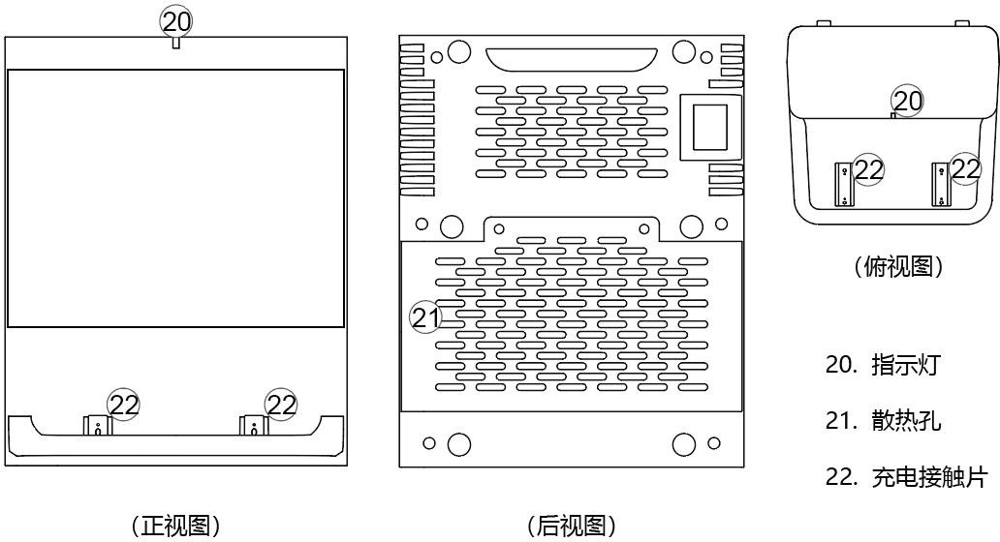 20
20
22
22
（俯视图）
21
20. 指示灯
22
22
21. 散热孔
22. 充电接触片
（正视图）
（后视图）